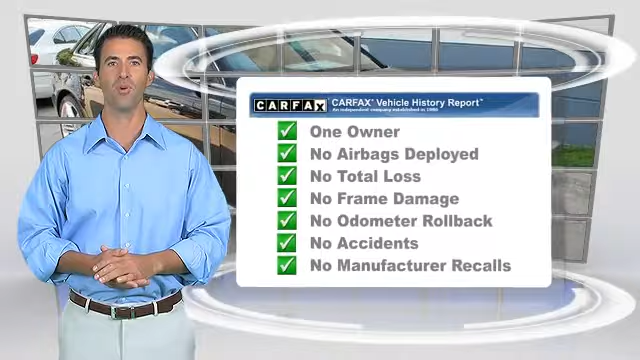 CARFAX CARFAX Vehicle History Report™
An independent company established in 1986
One Owner
No Airbags Deployed
No Total Loss
No Frame Damage
No Odometer Rollback
No Accidents
No Manufacturer Recalls